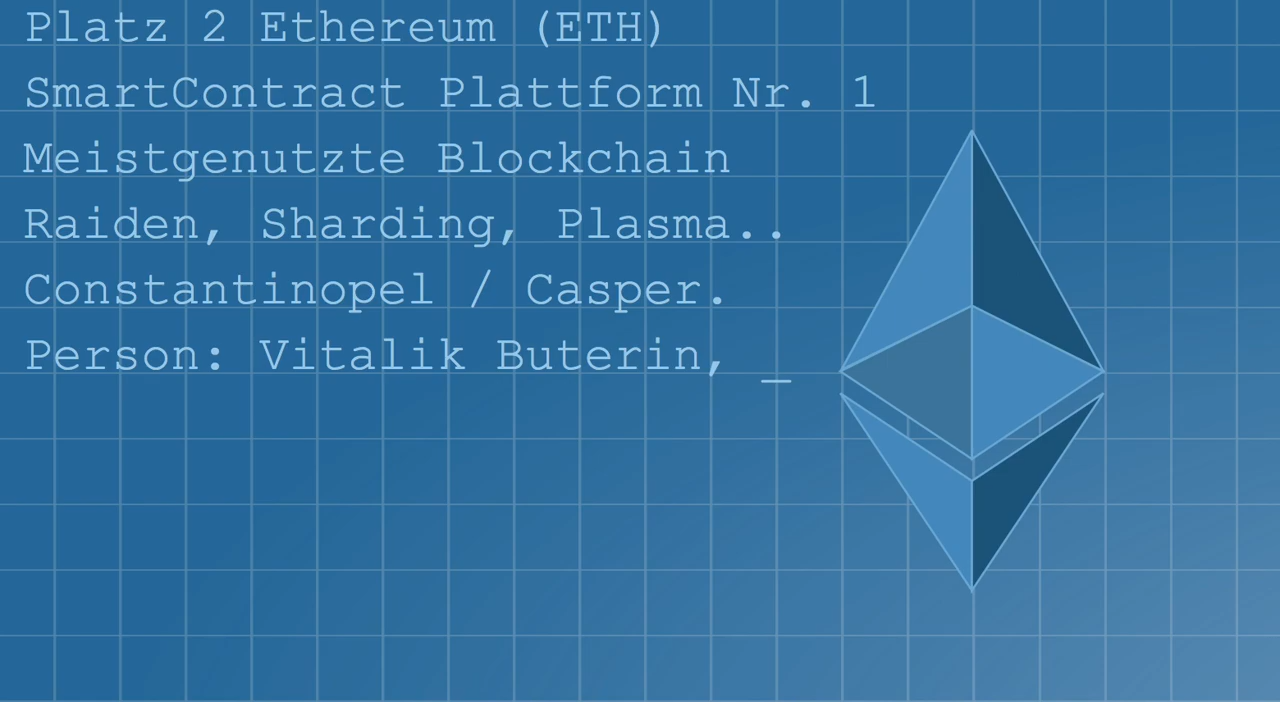 Platz 2 Ethereum (ETH)
SmartContract Plattform Nr. 1
Meistgenutzte Blockchain
Raiden, Sharding, Plasma..
Constantinopel / Casper.
Person: Vitalik Buterin, _